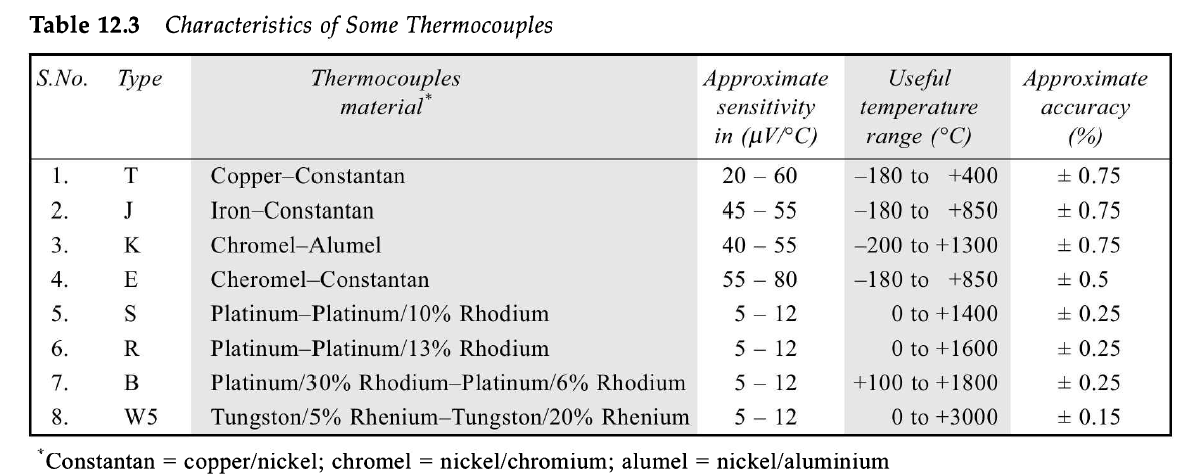 Table 12.3 Characteristics of Some Thermocouples
S.No. Type Thermocouples Approximate Useful Approximate
material* sensitivity temperature accuracy
in (μV/°C) range (°C) (%)
1. T Copper–Constantan 20 – 60 –180 to +400 ± 0.75
2. J Iron–Constantan 45 – 55 –180 to +850 ± 0.75
3. K Chromel–Alumel 40 – 55 –200 to +1300 ± 0.75
4. E Cheromel–Constantan 55 – 80 –180 to +850 ± 0.5
5. S Platinum–Platinum/10% Rhodium 5 – 12 0 to +1400 ± 0.25
6. R Platinum–Platinum/13% Rhodium 5 – 12 0 to +1600 ± 0.25
7. B Platinum/30% Rhodium–Platinum/6% Rhodium 5 – 12 +100 to +1800 ± 0.25
8. W5 Tungston/5% Rhenium–Tungston/20% Rhenium 5 – 12 0 to +3000 ± 0.15
*Constantan = copper/nickel; chromel = nickel/chromium; alumel = nickel/aluminium